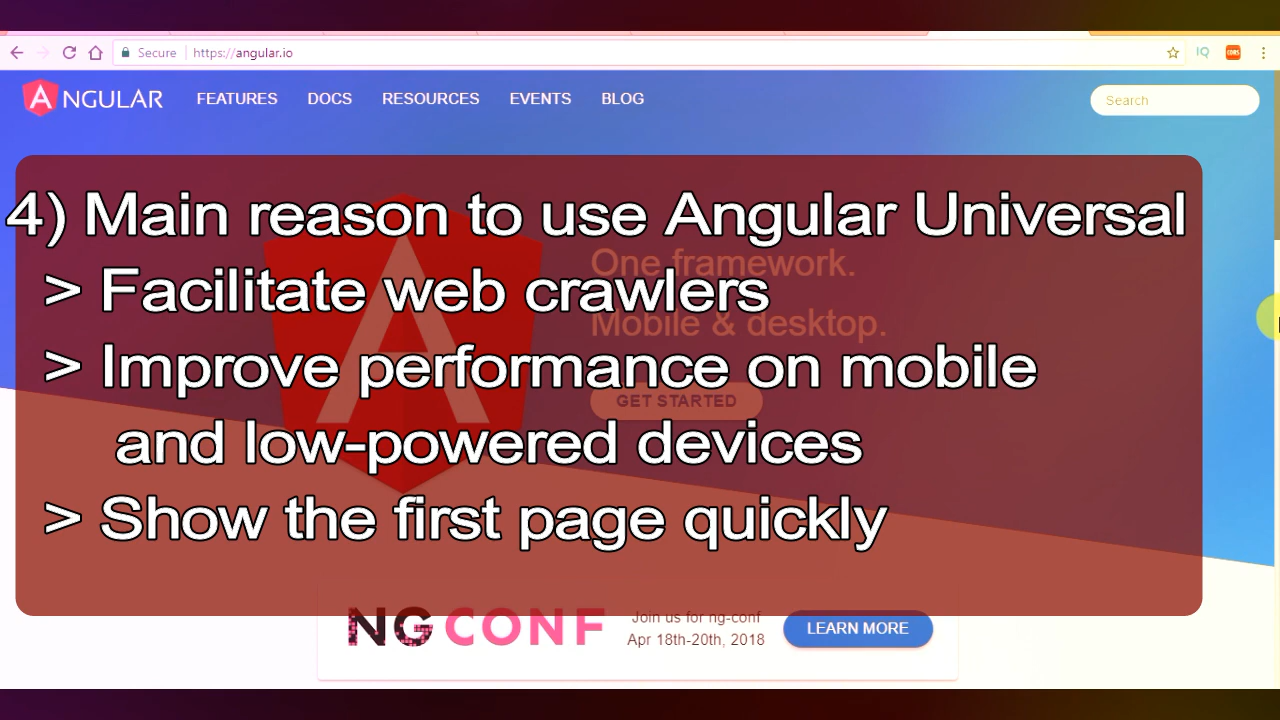 Secure https://angular.io
IQ
CORS
ANGULAR FEATURES DOCS RESOURCES EVENTS BLOG Search
4) Main reason to use Angular Universal
One framework.
> Facilitate web crawlers
Mobile & desktop.
> Improve performance on mobile
GET STARTED
and low-powered devices
> Show the first page quickly
NG CONF
Join us for ng-conf
Apr 18th-20th, 2018
LEARN MORE